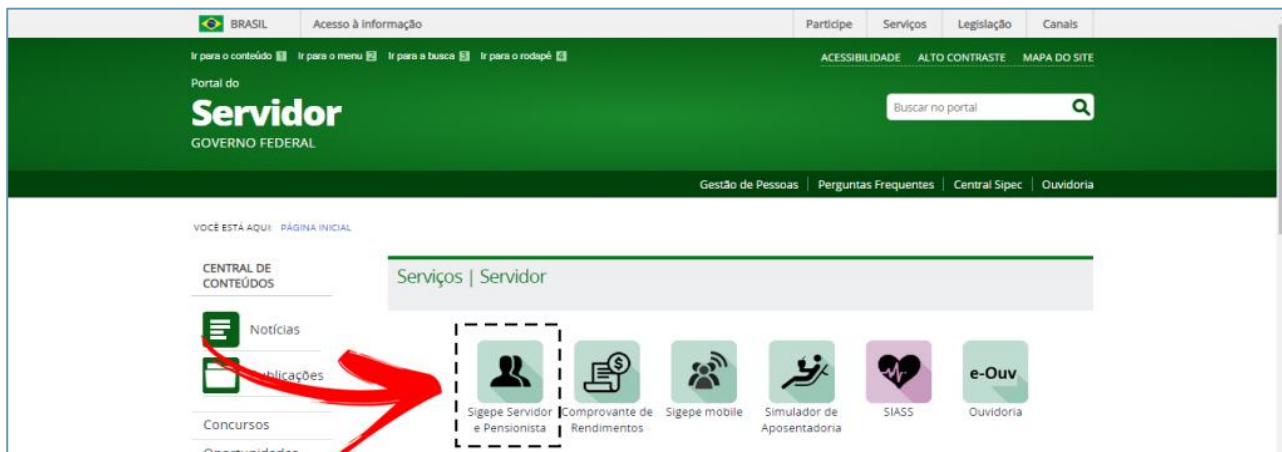 BRASIL Acesso à informação Participe Serviços Legislação Canais
Ir para o conteúdo 1 Ir para o menu 2 Ir para a busca 3 Ir para o rodapé 4 ACESSIBILIDADE ALTO CONTRASTE MAPA DO SITE
Portal do
Servidor
GOVERNO FEDERAL
Buscar no portal
Gestão de Pessoas Perguntas Frequentes Central Sipec Ouvidoria
VOCÊ ESTÁ AQUI: PÁGINA INICIAL
CENTRAL DE
CONTEÚDOS
Notícias
Publicações
Concursos
Oportunidades
Serviços | Servidor
Sigepe Servidor
e Pensionista
Comprovante de
Rendimentos
Sigepe mobile
Simulador de
Aposentadoria
SIASS
e-Ouv
Ouvidoria